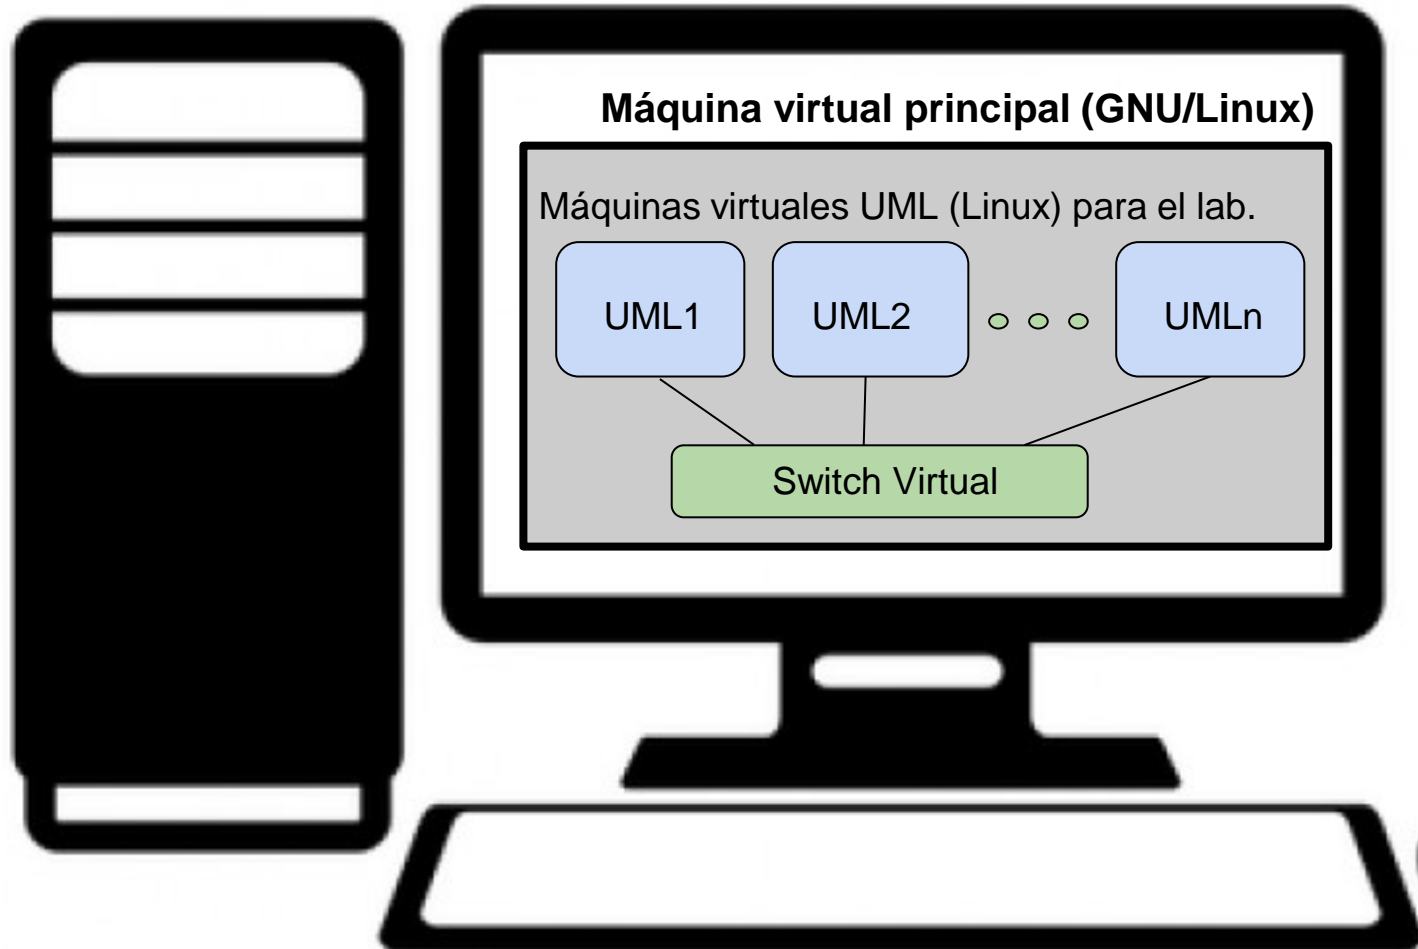 Máquina virtual principal (GNU/Linux)
Máquinas virtuales UML (Linux) para el lab.
UML1
UML2
UMLn
Switch Virtual